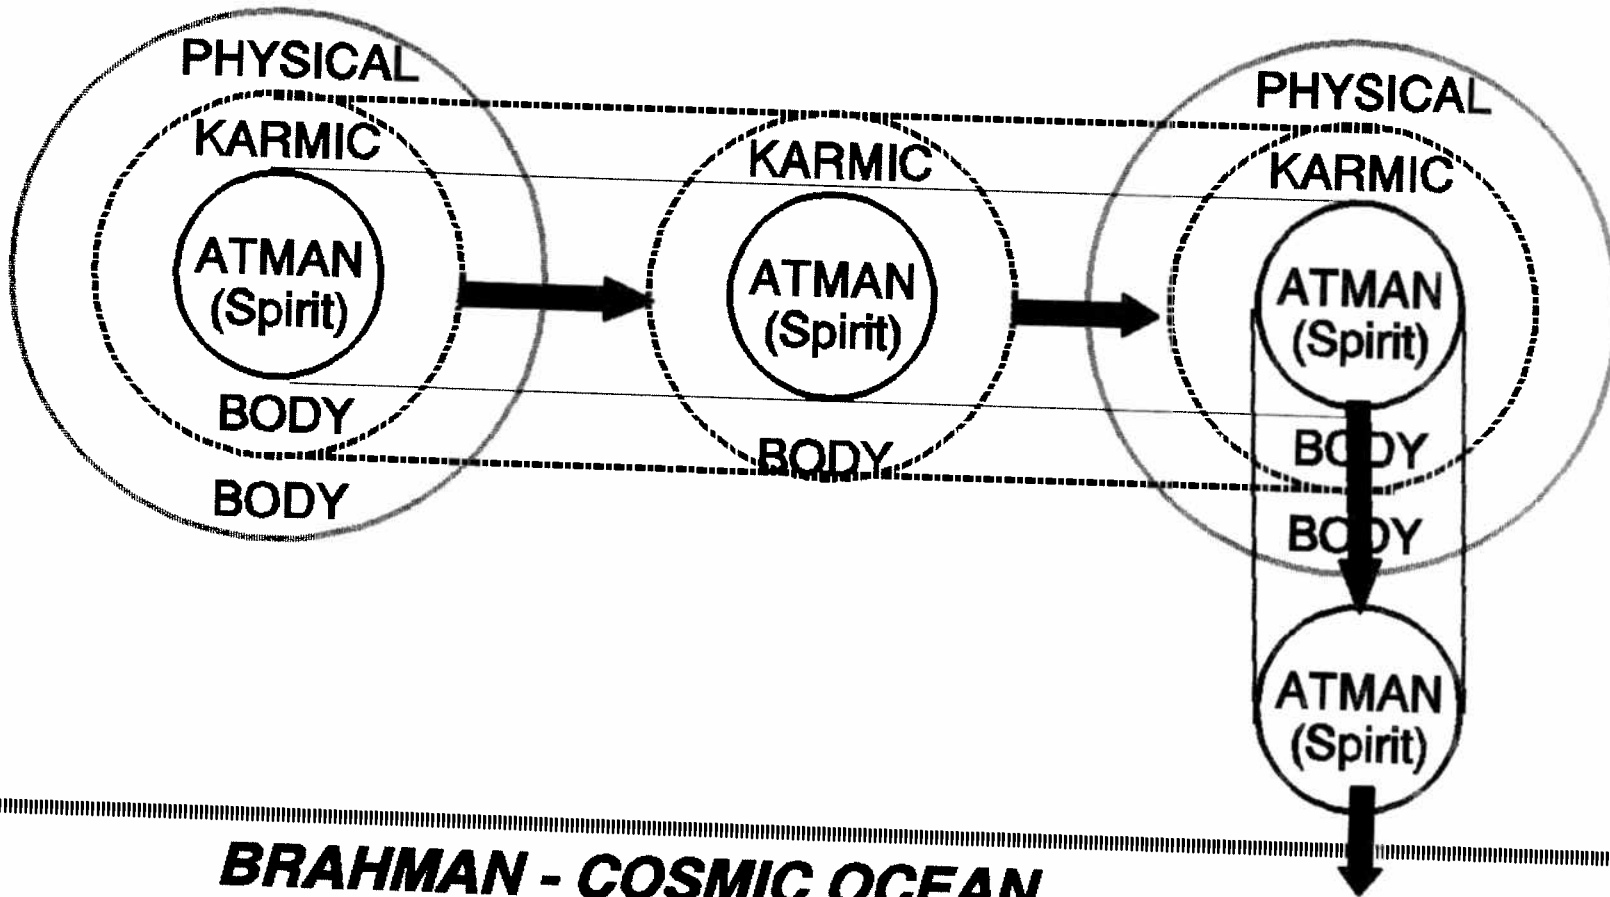 PHYSICAL
KARMIC
ATMAN
(Spirit)
BODY
BODY
KARMIC
ATMAN
(Spirit)
BODY
PHYSICAL
KARMIC
ATMAN
(Spirit)
BODY
BODY
ATMAN
(Spirit)
BRAHMAN - COSMIC OCEAN